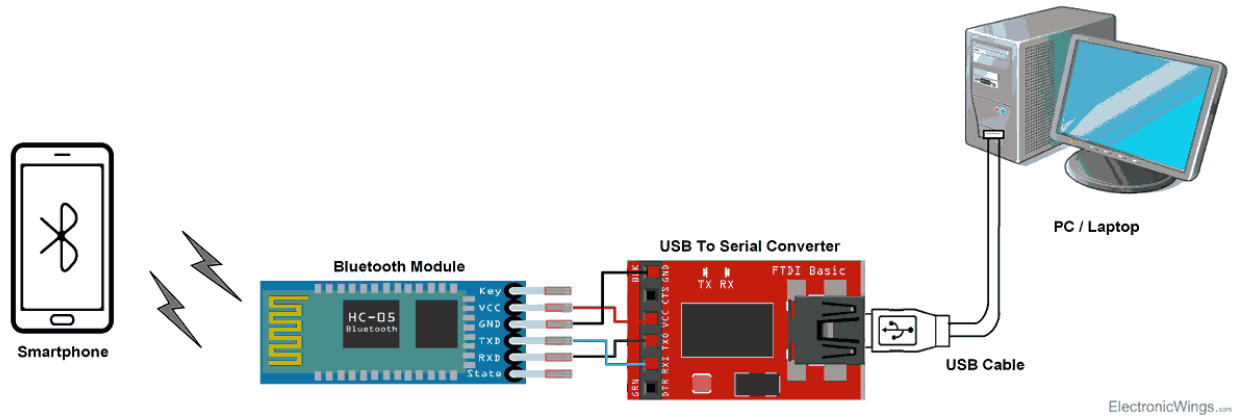 PC / Laptop
USB To Serial Converter
Bluetooth Module
Smartphone
HC-05
Bluetooth
Key
VCC
GND
TXD
RXD
State
BLK
GND
CTS
VCC
TXO
RXI
DTR
GRN
TX RX
FTDI Basic
USB Cable
ElectronicWings.com